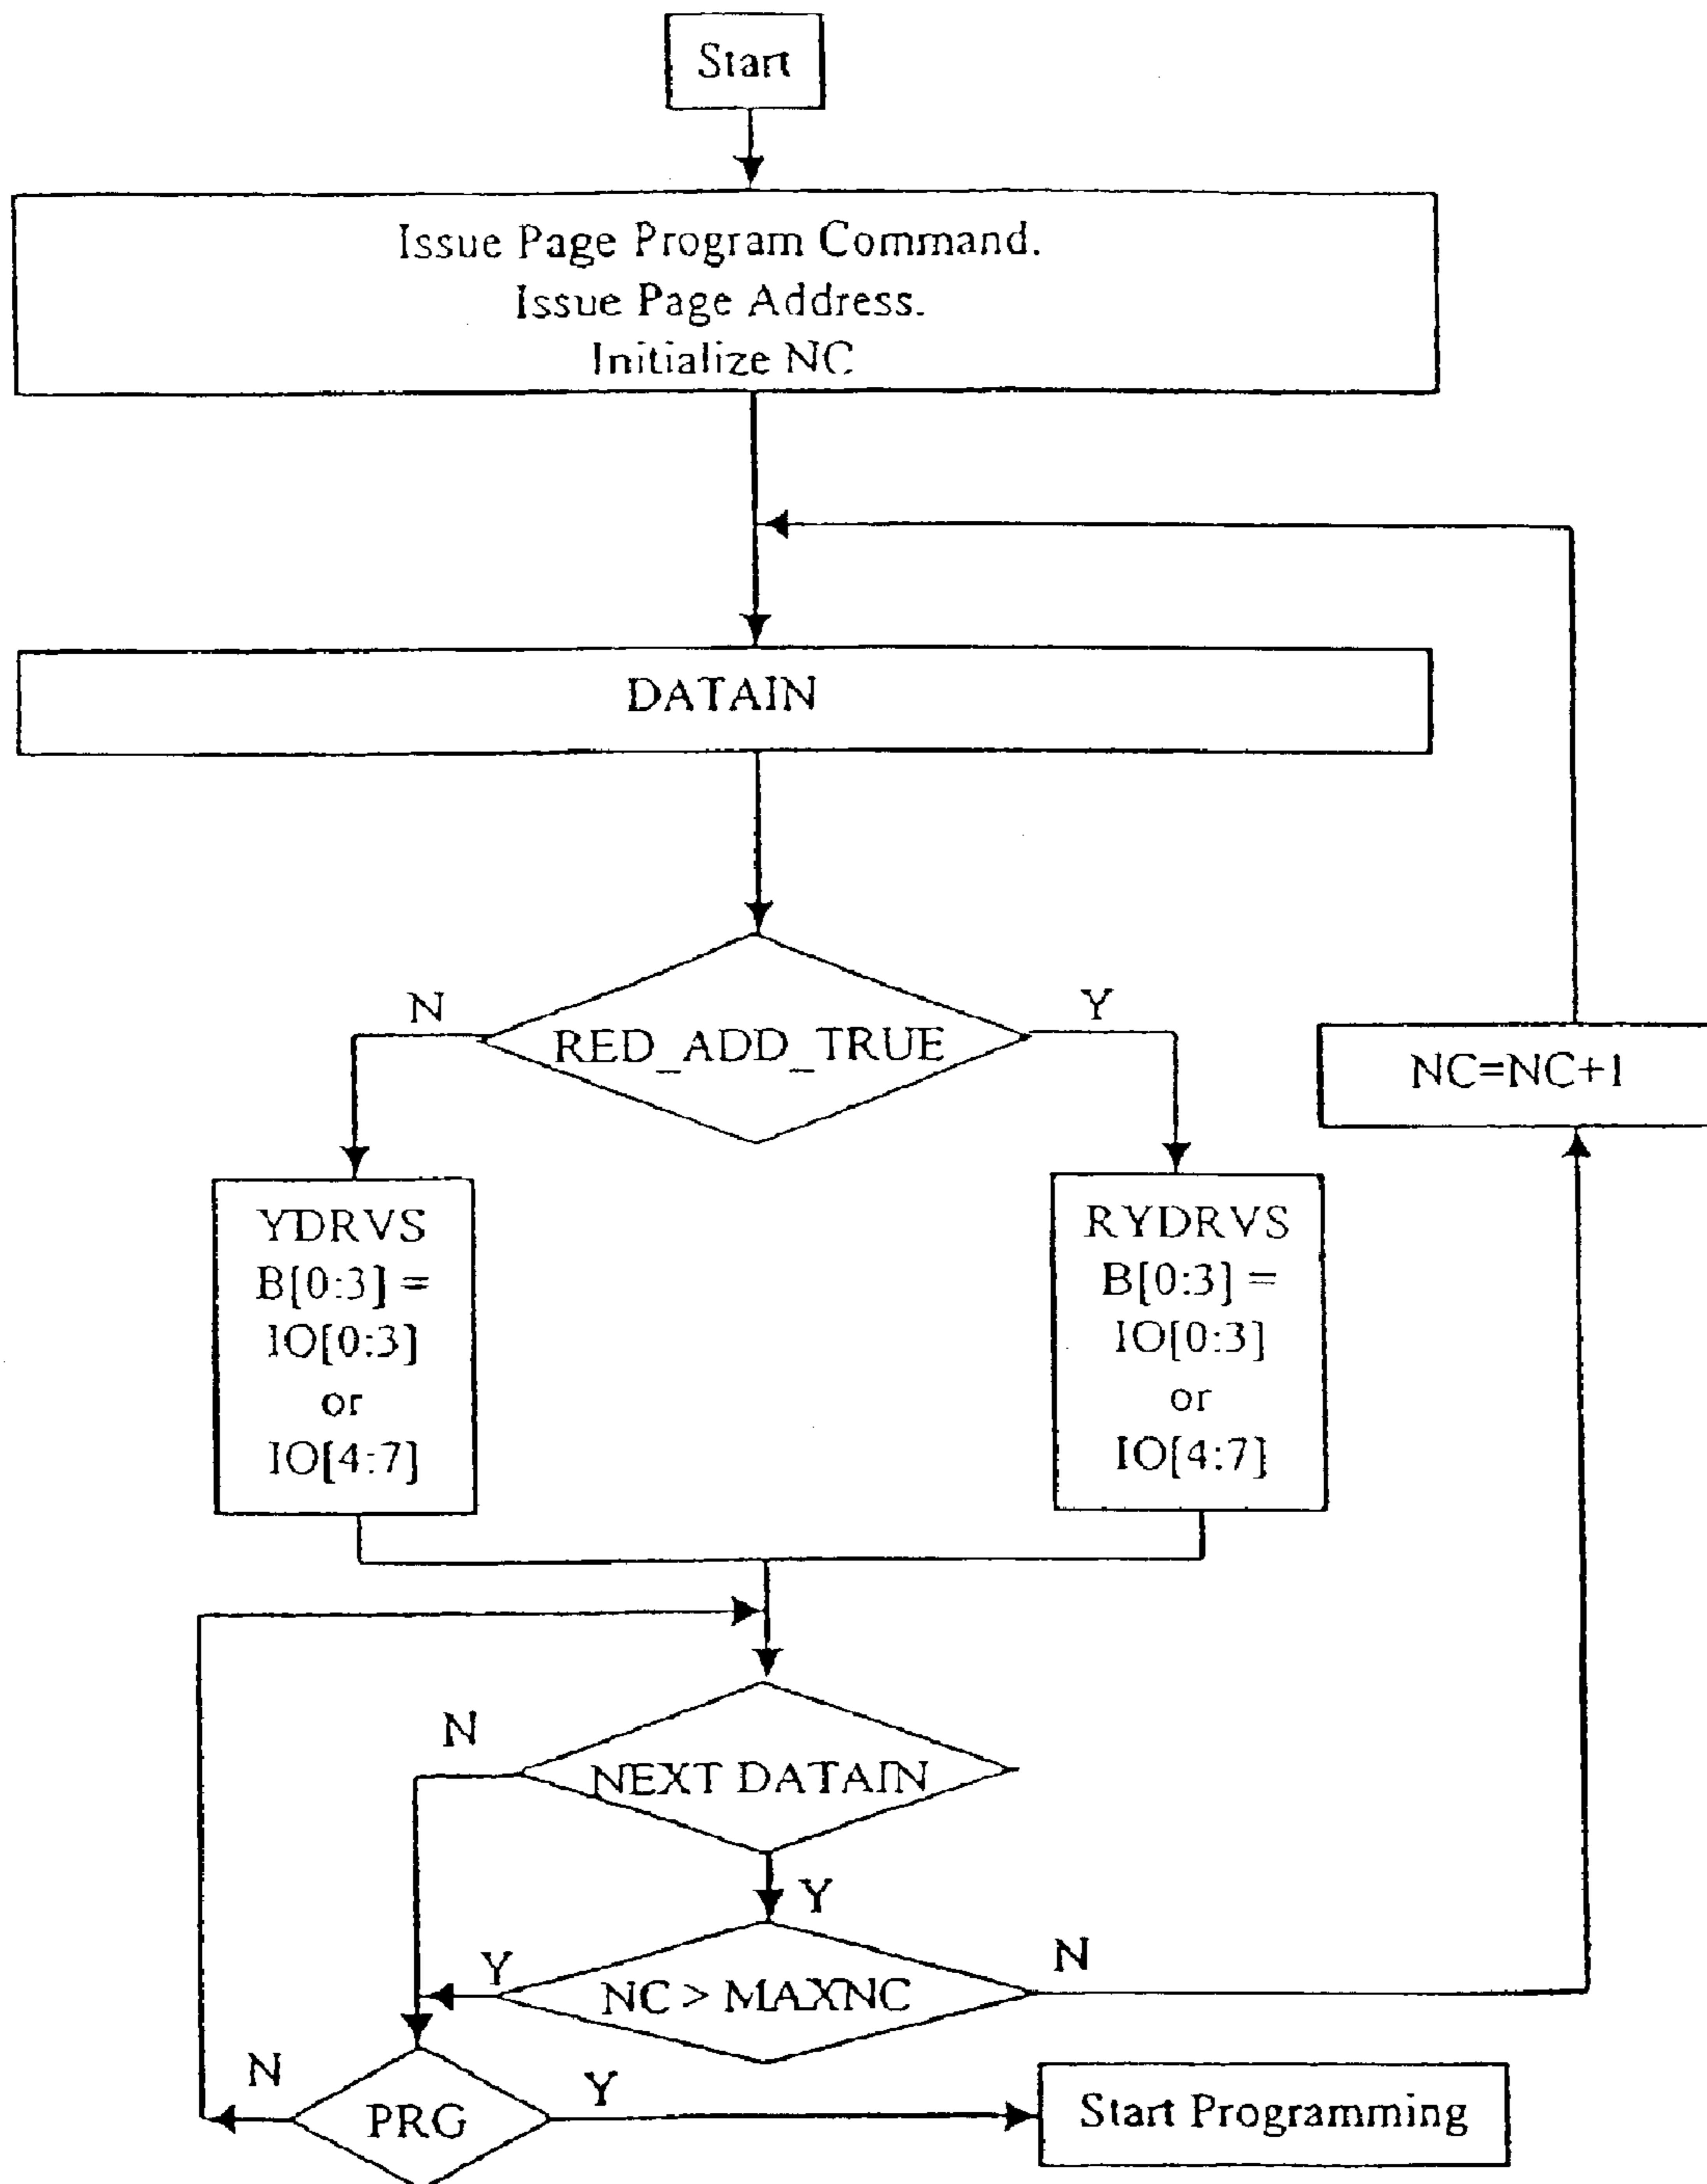 Start
Issue Page Program Command.
Issue Page Address.
Initialize NC
DATAIN
N
Y
RED_ADD_TRUE
NC=NC+1
YDRVS
B[0:3] =
IO[0:3]
or
IO[4:7]
RYDRVS
B[0:3] =
IO[0:3]
or
IO[4:7]
N
NEXT DATAIN
Y
Y
NC > MAXNC
N
N
PRG
Y
Start Programming